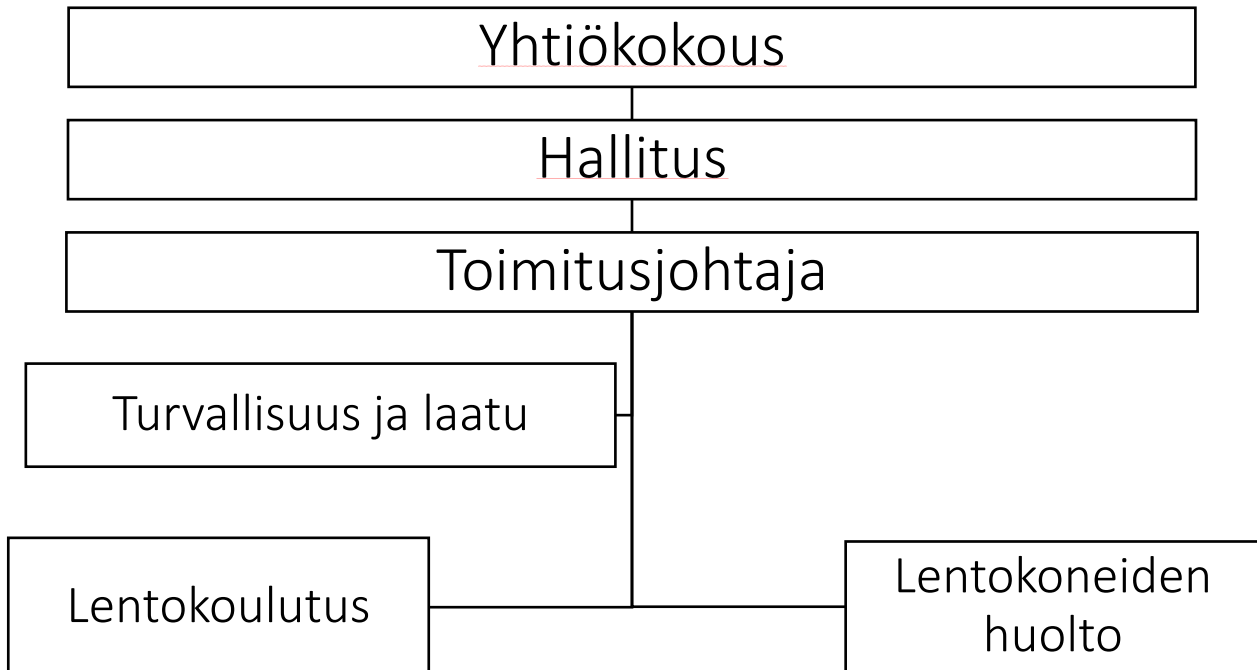 Yhtiökokous
Hallitus
Toimitusjohtaja
Turvallisuus ja laatu
Lentokoulutus
Lentokoneiden
huolto